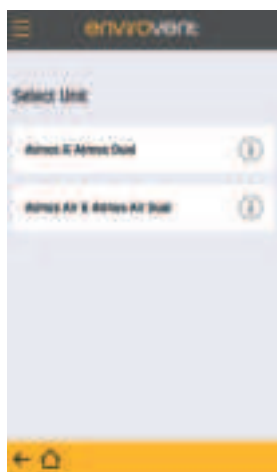 envirovent
Select Unit
Atmos & Atmos Dual
Atmos Air & Atmos Air Dual